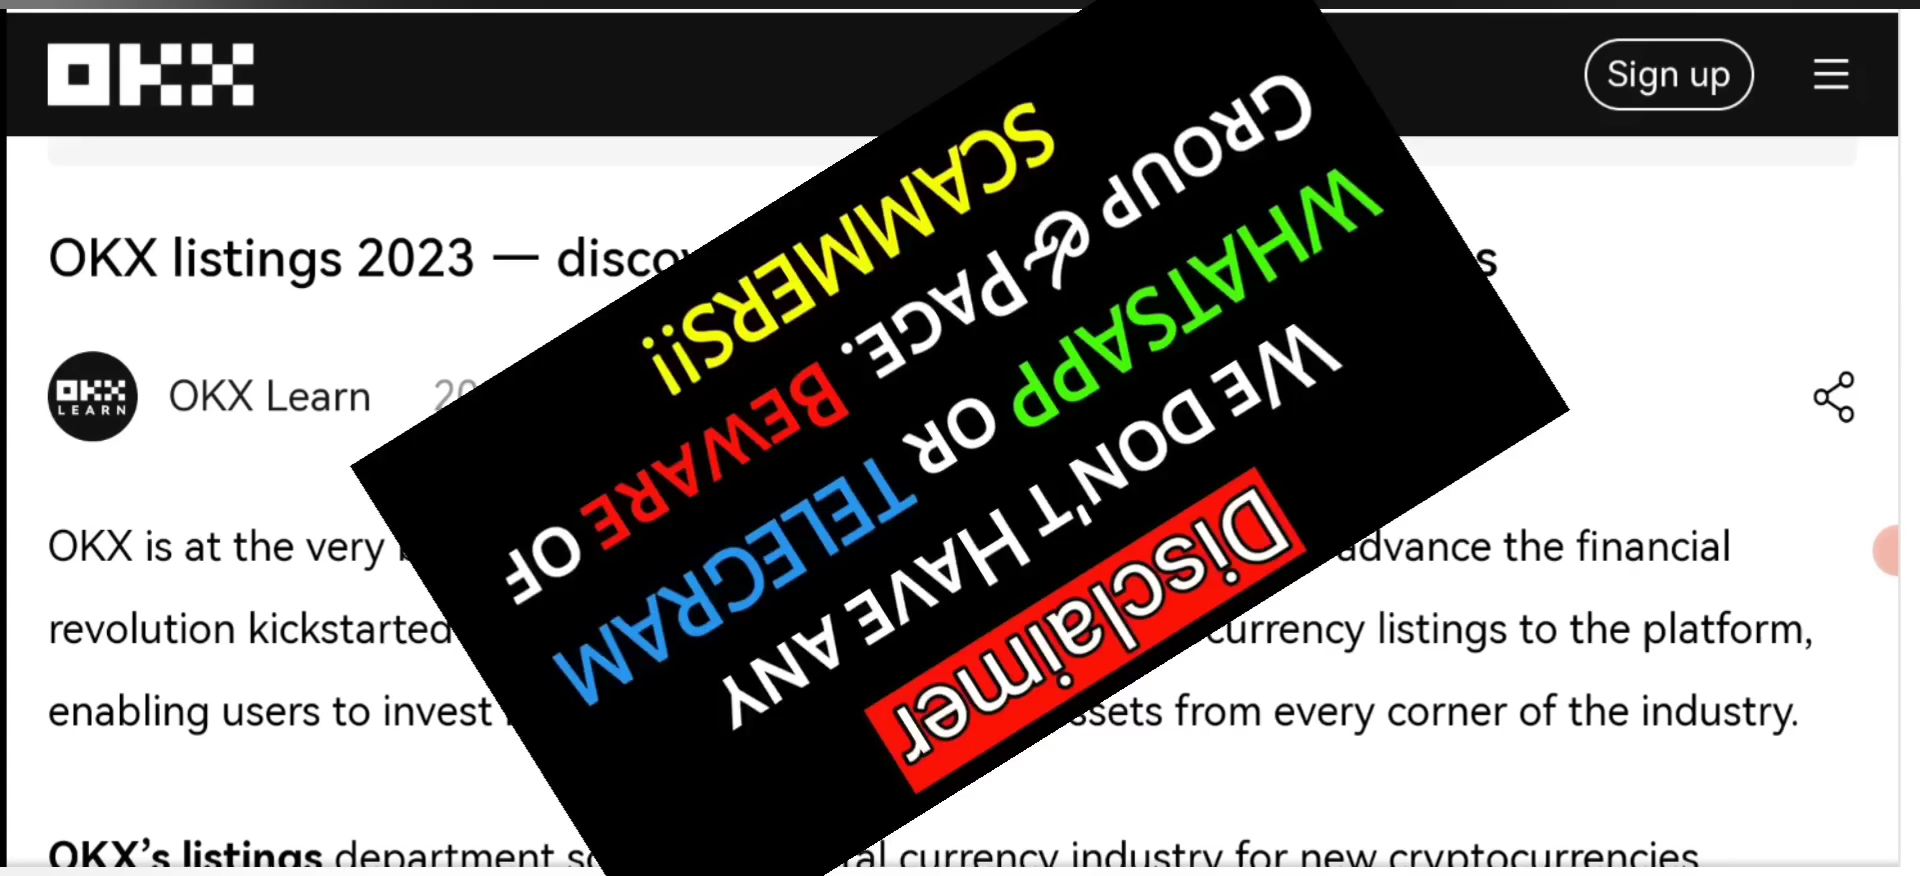 OKX
Sign up
OKX listings 2023 — disco
s
OKX LEARN
OKX Learn 20
OKX is at the very
advance the financial
revolution kickstarted
currency listings to the platform,
enabling users to invest
ssets from every corner of the industry.
OKX's listings department
al currency industry for new cryptocurrencies
Disclaimer
WE DON'T HAVE ANY
TELEGRAM OR WHATSAPP
GROUP & PAGE. BEWARE OF
SCAMMERS!!